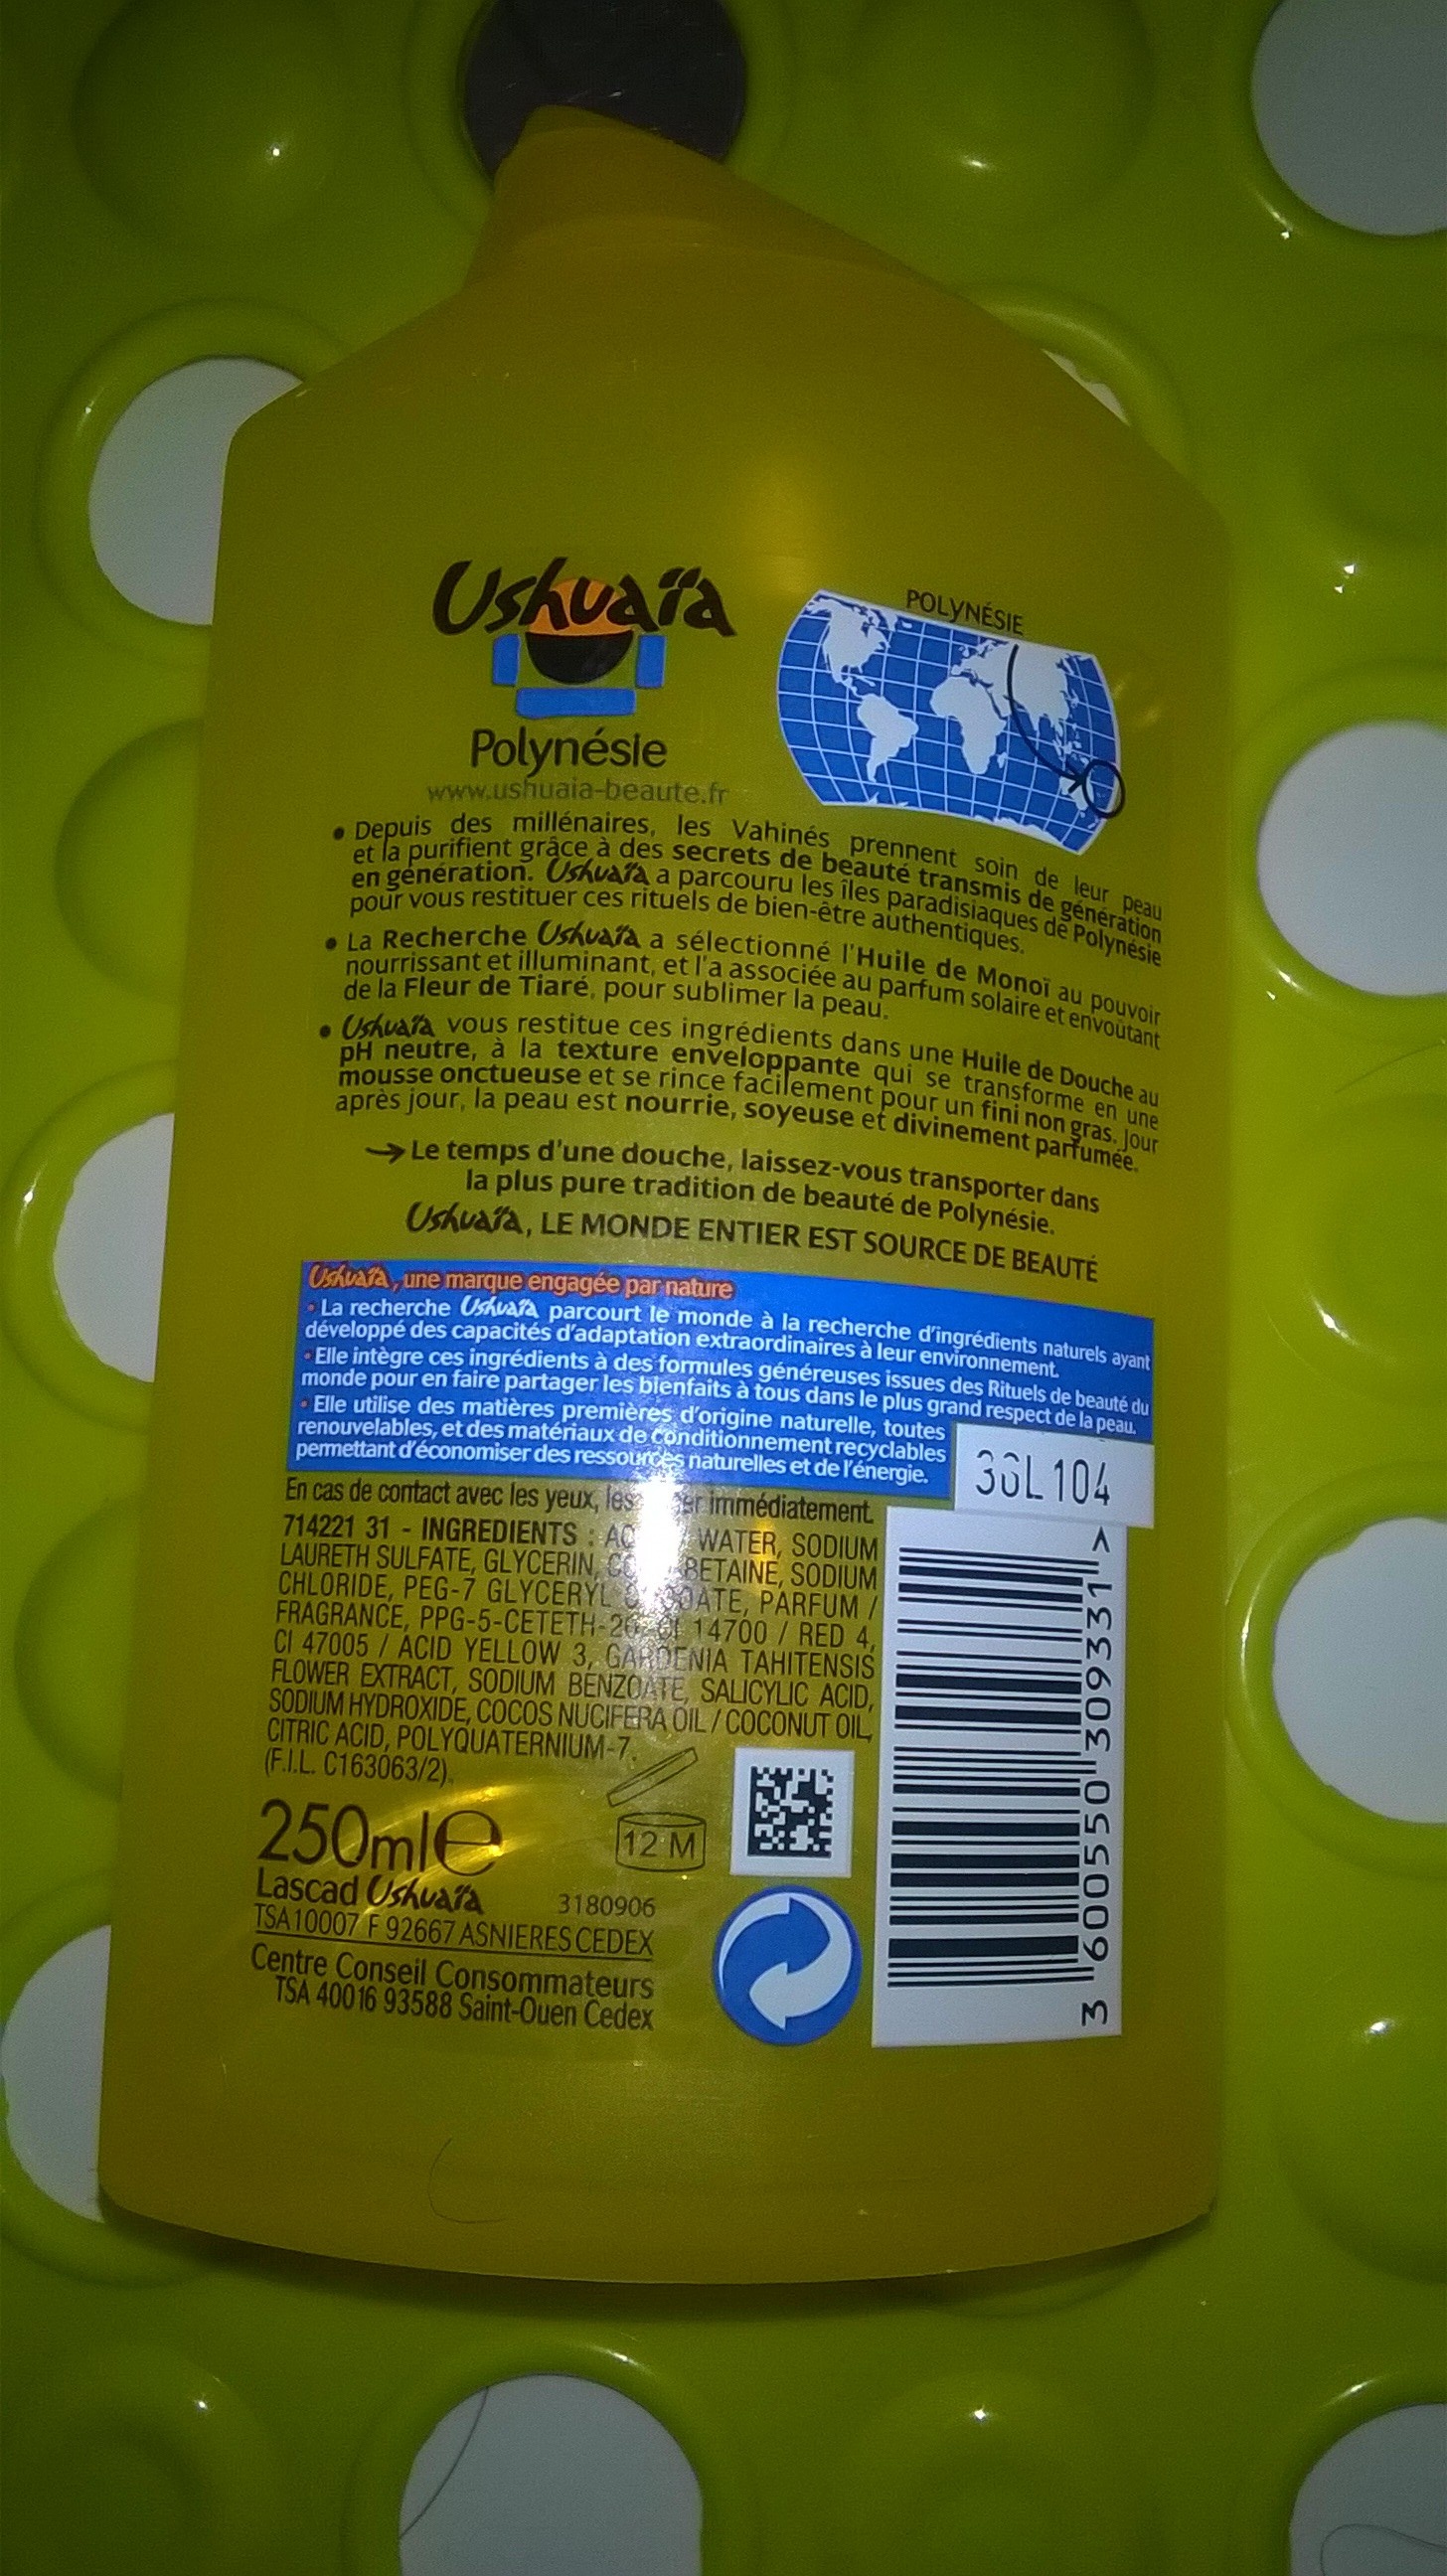 Ushuaïa
POLYNÉSIE
Polynésie
www.ushuaia-beaute.fr
• Depuis des millénaires, les Vahinés prennent soin de leur peau
et la purifient grâce à des secrets de beauté transmis de génération
en génération. Ushuaïa a parcouru les îles paradisiaques de Polynésie
pour vous restituer ces rituels de bien-être authentiques.
• La Recherche Ushuaïa a sélectionné l'Huile de Monoï au pouvoir
nourrissant et illuminant, et l'a associée au parfum solaire et envoûtant
de la Fleur de Tiaré, pour sublimer la peau.
• Ushuaïa vous restitue ces ingrédients dans une Huile de Douche au
pH neutre, à la texture enveloppante qui se transforme en une
mousse onctueuse et se rince facilement pour un fini non gras. Jour
après jour, la peau est nourrie, soyeuse et divinement parfumée.
→ Le temps d'une douche, laissez-vous transporter dans
la plus pure tradition de beauté de Polynésie.
Ushuaïa, LE MONDE ENTIER EST SOURCE DE BEAUTÉ
Ushuaïa, une marque engagée par nature
• La recherche Ushuaïa parcourt le monde à la recherche d'ingrédients naturels ayant
développé des capacités d'adaptation extraordinaires à leur environnement.
• Elle intègre ces ingrédients à des formules généreuses issues des Rituels de beauté du
monde pour en faire partager les bienfaits à tous dans le plus grand respect de la peau.
• Elle utilise des matières premières d'origine naturelle, toutes
renouvelables, et des matériaux de conditionnement recyclables
permettant d'économiser des ressources naturelles et de l'énergie.
36L104
En cas de contact avec les yeux, les immédiatement.
714221 31 - INGREDIENTS : WATER, SODIUM
LAURETH SULFATE, GLYCERIN, BETAINE, SODIUM
CHLORIDE, PEG-7 GLYCERYL PARFUM /
FRAGRANCE, PPG-5-CETETH-20, CI 14700 / RED 4,
CI 47005 / ACID YELLOW 3, GARDENIA TAHITENSIS
FLOWER EXTRACT, SODIUM BENZOATE, SALICYLIC ACID,
SODIUM HYDROXIDE, COCOS NUCIFERA OIL / COCONUT OIL,
CITRIC ACID, POLYQUATERNIUM-7.
(F.I.L. C163063/2).
250ml e
12 M
Lascad Ushuaïa 3180906
TSA 10007 F 92667 ASNIERES CEDEX
Centre Conseil Consommateurs
TSA 40016 93588 Saint-Ouen Cedex
3 600550 309331 >